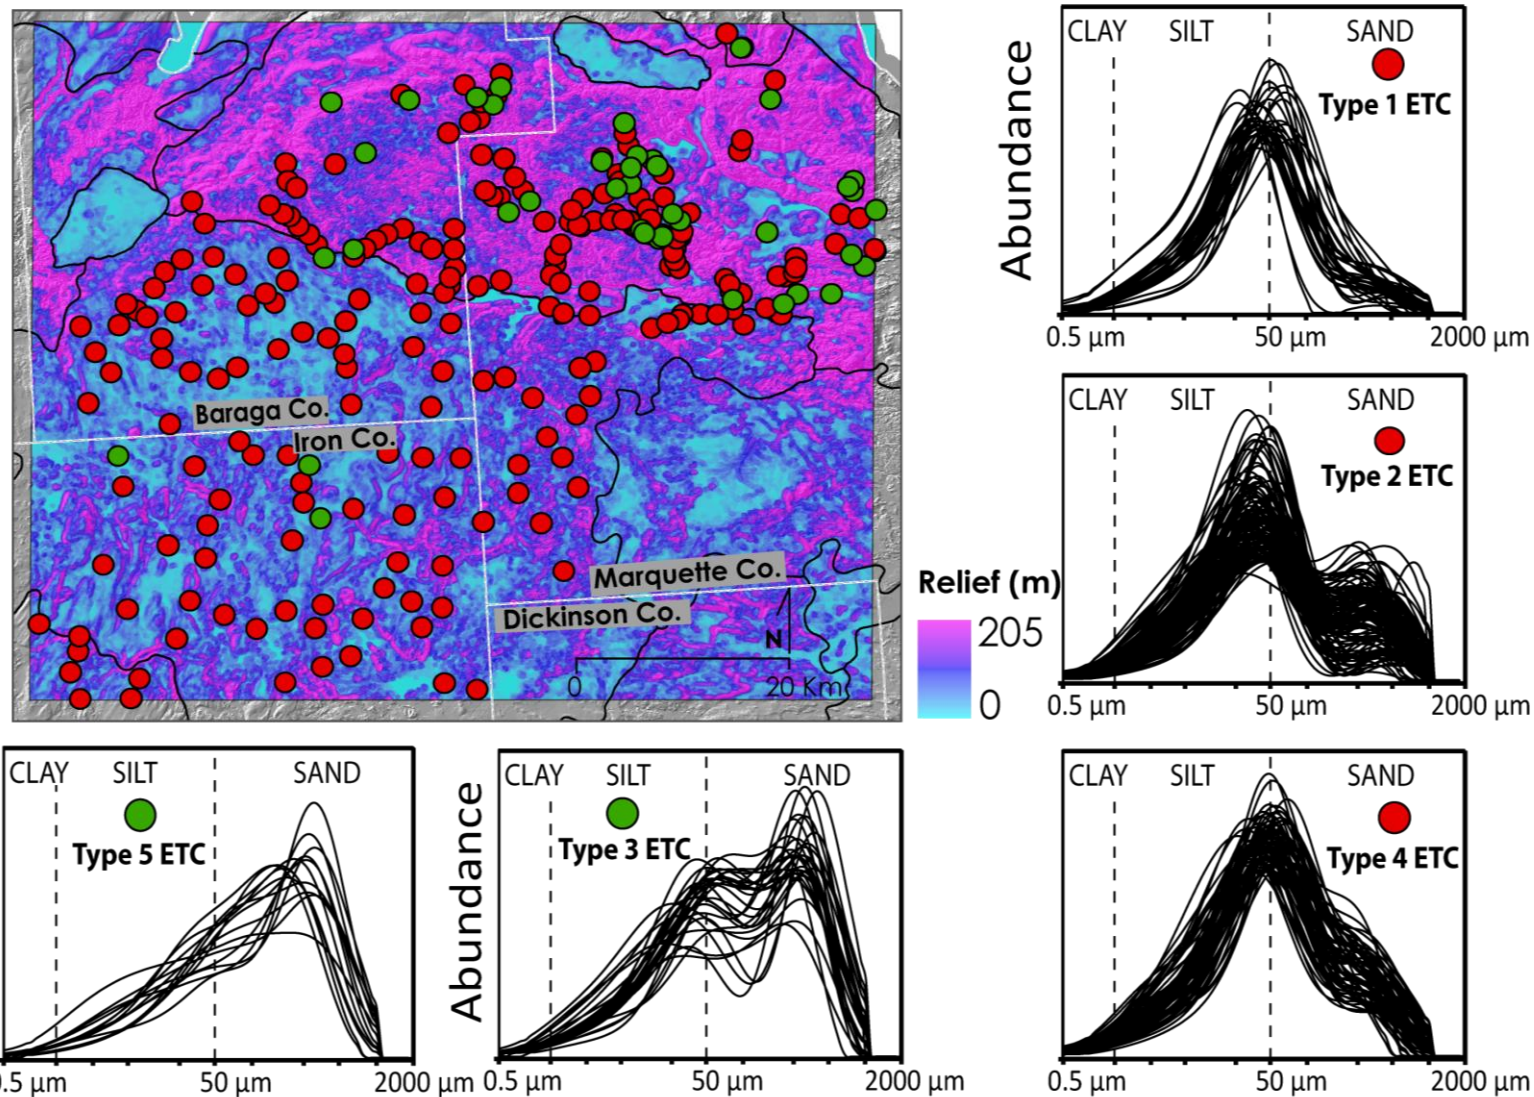 Baraga Co.
Iron Co.
Marquette Co.
Dickinson Co.
N
0 20 Km
Relief (m)
205
0
Abundance
CLAY SILT SAND
Type 1 ETC
0.5 µm 50 µm 2000 µm
CLAY SILT SAND
Type 2 ETC
0.5 µm 50 µm 2000 µm
CLAY SILT SAND
Type 5 ETC
0.5 µm 50 µm 2000 µm
Abundance
CLAY SILT SAND
Type 3 ETC
0.5 µm 50 µm 2000 µm
CLAY SILT SAND
Type 4 ETC
0.5 µm 50 µm 2000 µm